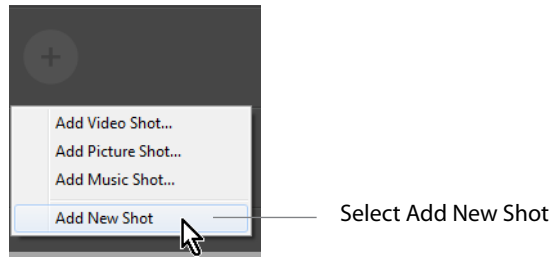 Add Video Shot...
Add Picture Shot...
Add Music Shot...
Add New Shot
Select Add New Shot